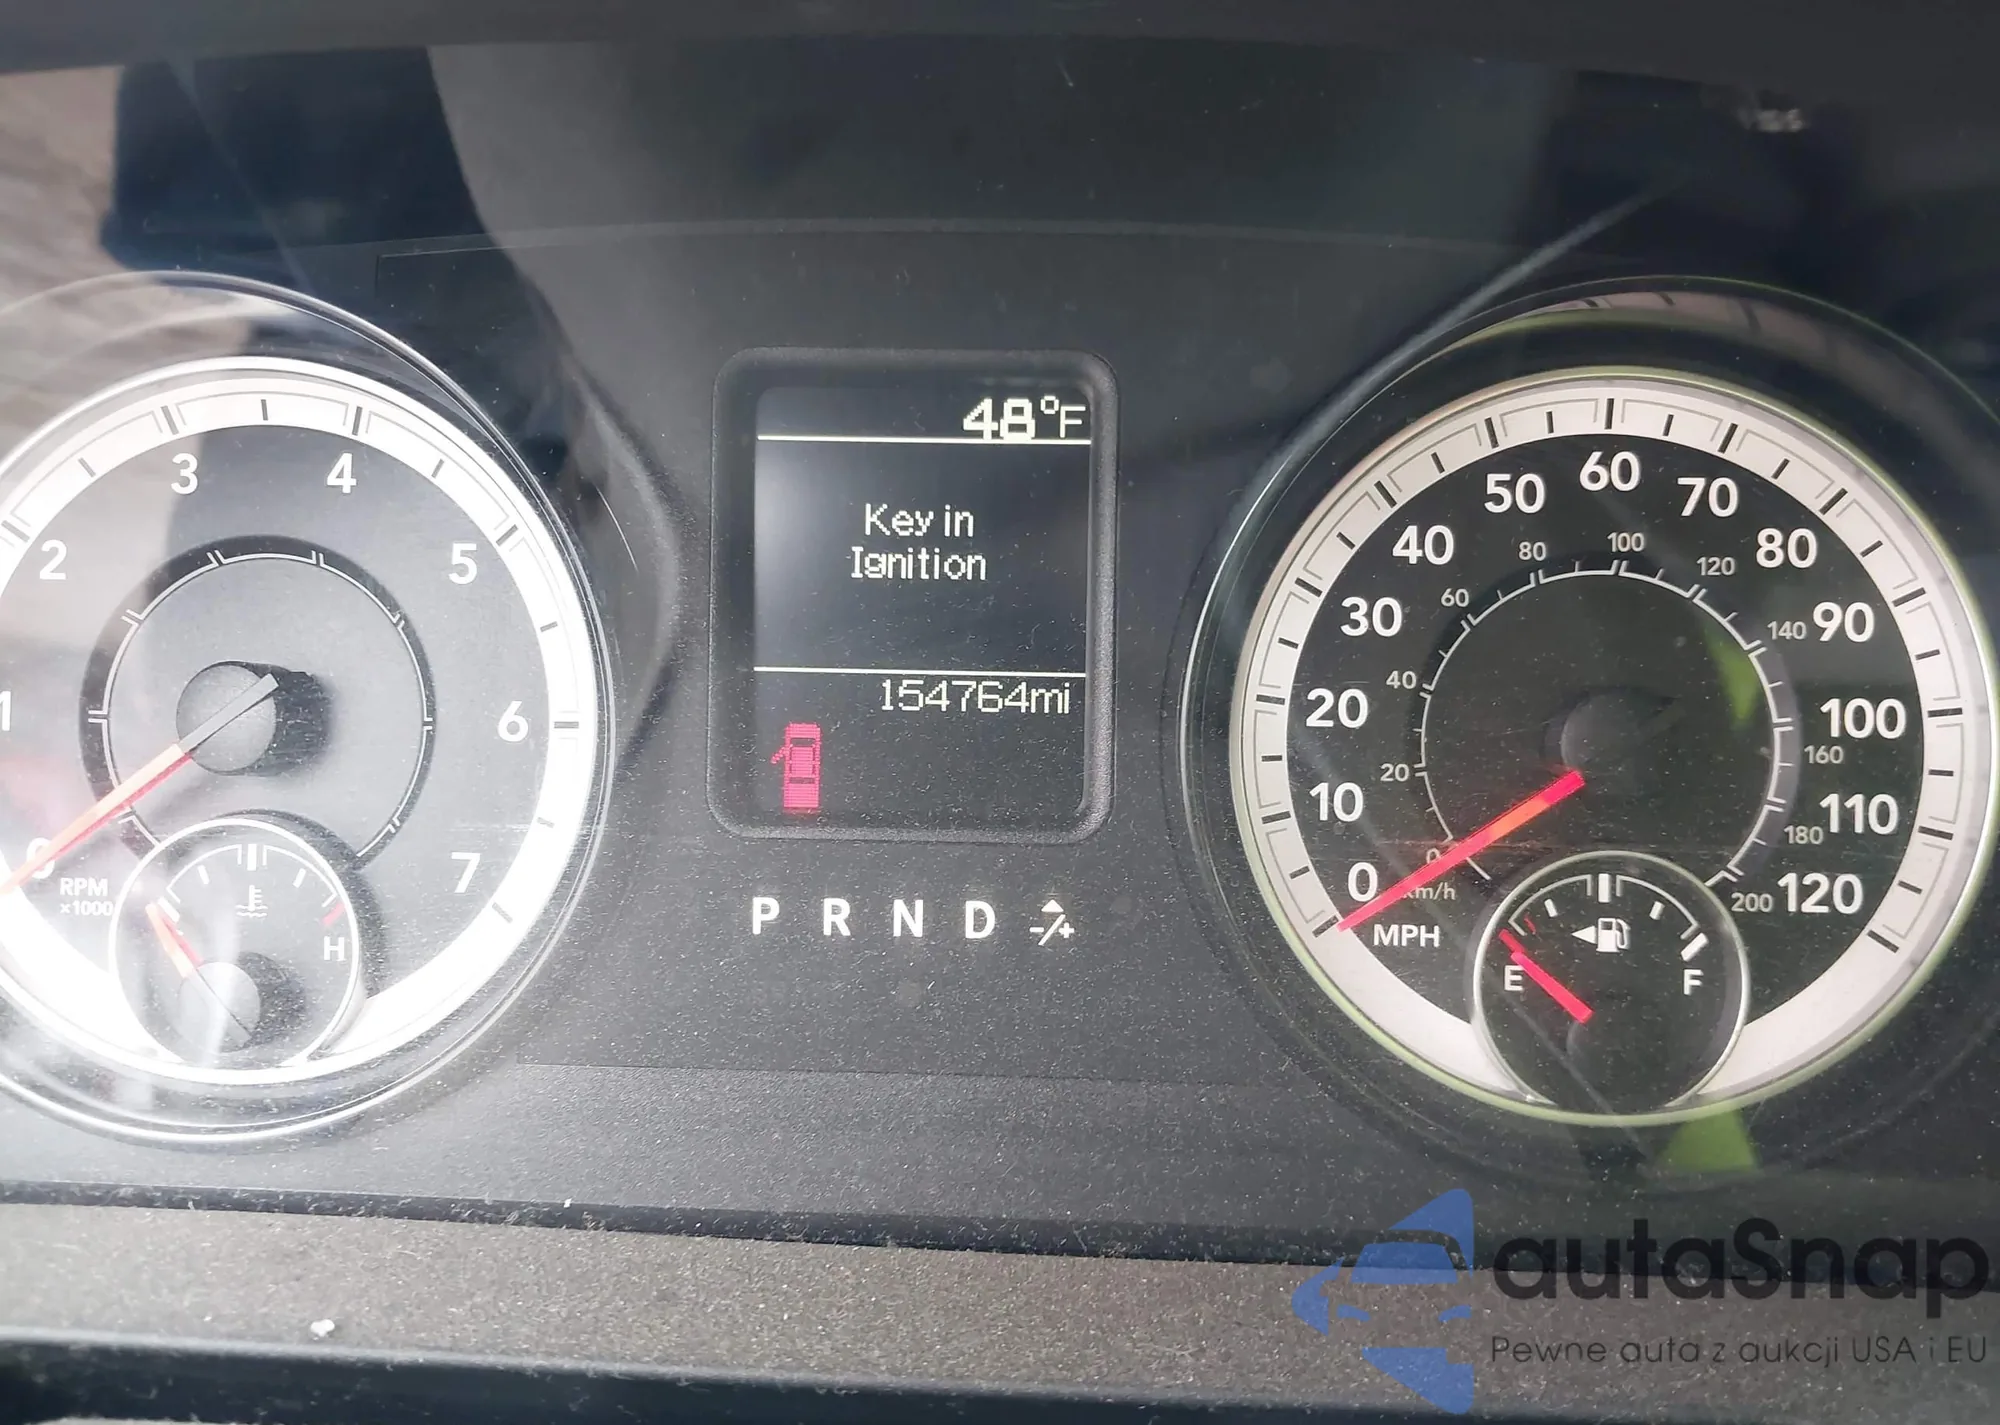 48°F
Key in
Ignition
154764mi
P R N D -/+
1 2 3 4 5 6 7
0
RPM
x1000
H
0 10 20 30 40 50 60 70 80 90 100 110 120
0 20 40 60 80 100 120 140 160 180 200
km/h
MPH
E F
autaSnap
Pewne auta z aukcji USA i EU